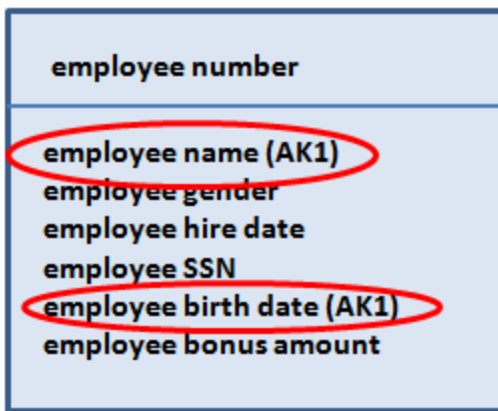 employee number
employee name (AK1)
employee gender
employee hire date
employee SSN
employee birth date (AK1)
employee bonus amount